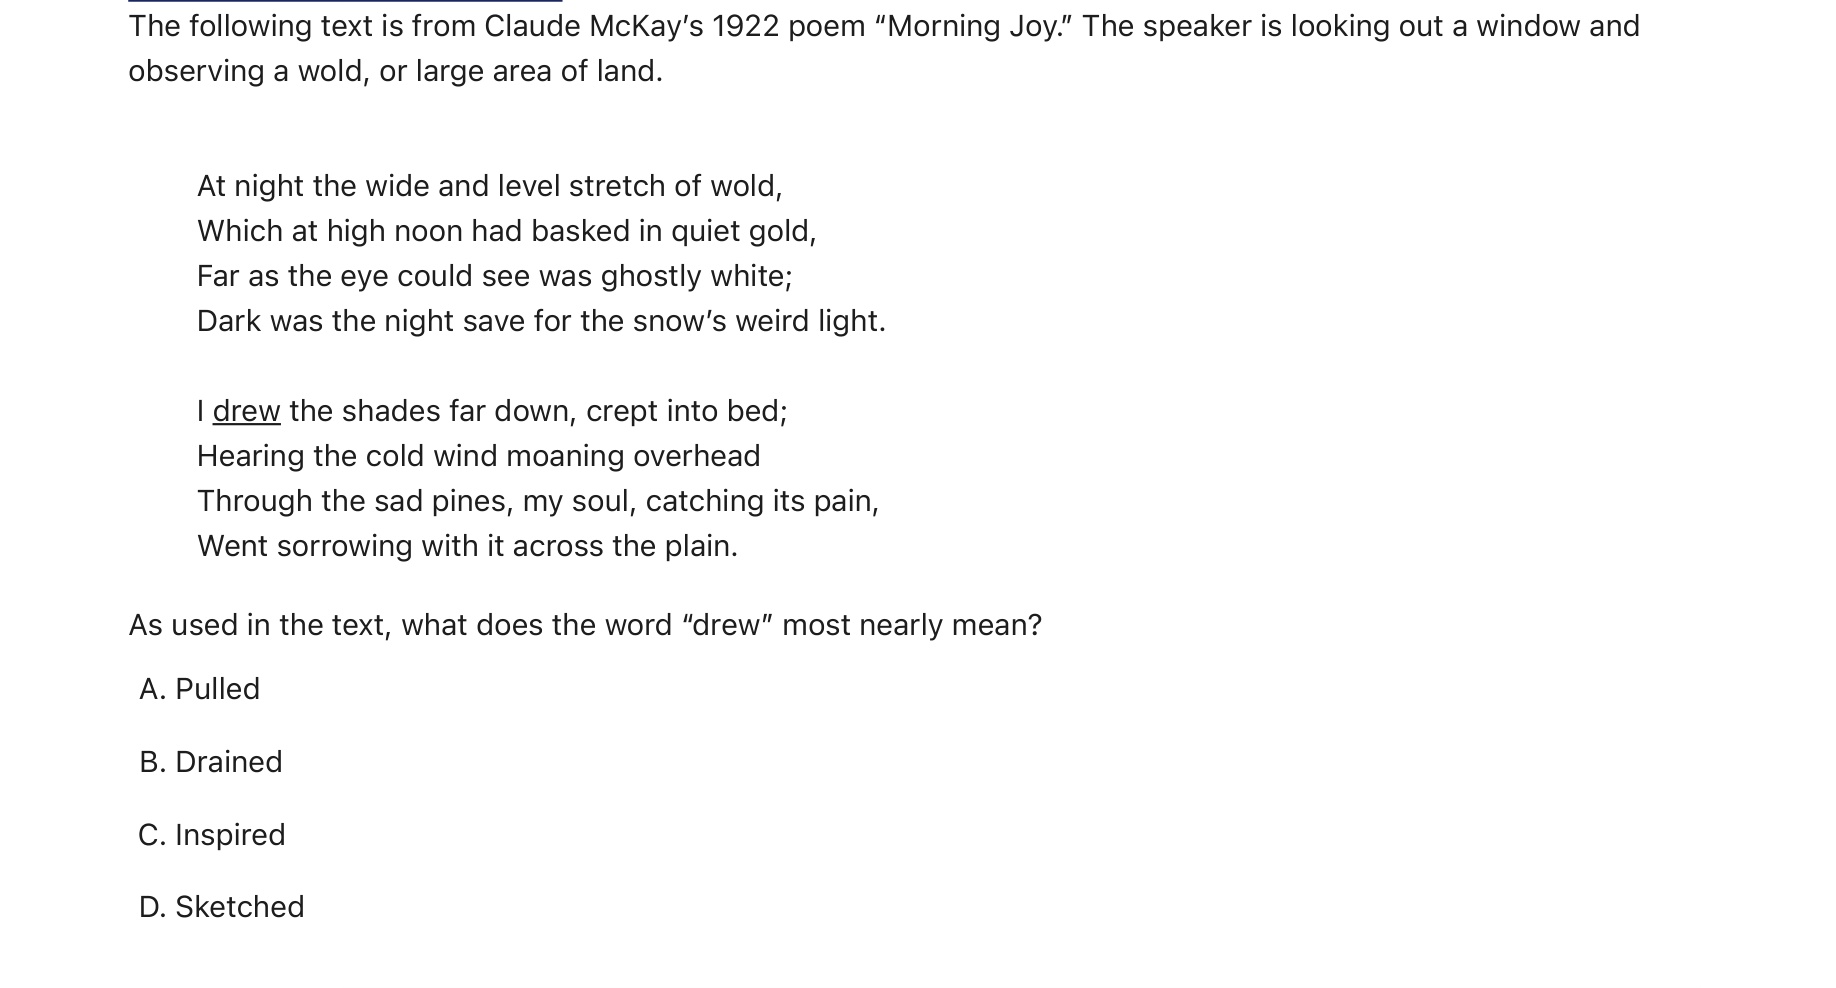 The following text is from Claude McKay’s 1922 poem “Morning Joy.” The speaker is looking out a window and
observing a wold, or large area of land.
At night the wide and level stretch of wold,
Which at high noon had basked in quiet gold,
Far as the eye could see was ghostly white;
Dark was the night save for the snow’s weird light.
I drew the shades far down, crept into bed;
Hearing the cold wind moaning overhead
Through the sad pines, my soul, catching its pain,
Went sorrowing with it across the plain.
As used in the text, what does the word “drew” most nearly mean?
A. Pulled
B. Drained
C. Inspired
D. Sketched